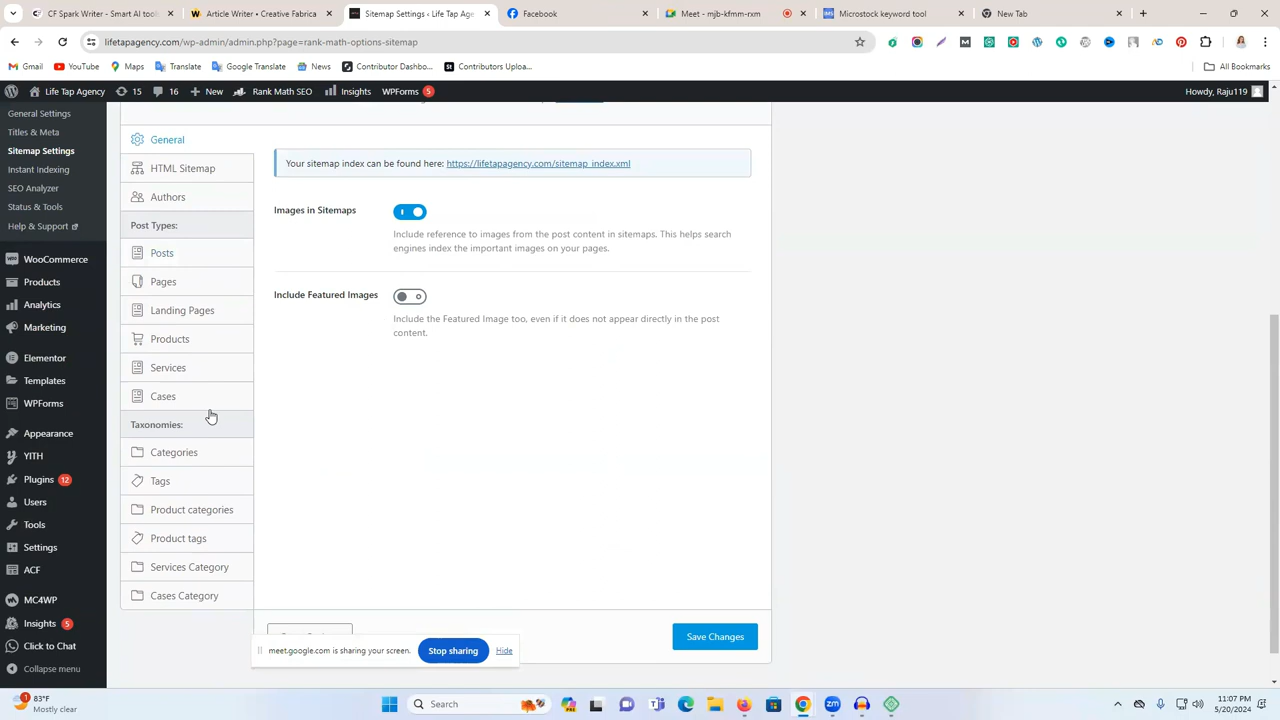 CF Spark Writer - Smart AI tools
Article Writer - Creative Fabrica
Sitemap Settings ‹ Life Tap Age
Facebook
Meet - mjb-kfmm-rxm
Microstock keyword tool
New Tab
lifetapagency.com/wp-admin/admin.php?page=rank-math-options-sitemap
Gmail
YouTube
Maps
Translate
Google Translate
News
Contributor Dashbo...
Contributors Uploa...
All Bookmarks
Life Tap Agency
15
16
New
Rank Math SEO
Insights
WPForms
5
Howdy, Raju119
General Settings
Titles & Meta
Sitemap Settings
Instant Indexing
SEO Analyzer
Status & Tools
Help & Support
WooCommerce
Products
Analytics
Marketing
Elementor
Templates
WPForms
Appearance
YITH
Plugins 12
Users
Tools
Settings
ACF
MC4WP
Insights 5
Click to Chat
Collapse menu
General
HTML Sitemap
Authors
Post Types:
Posts
Pages
Landing Pages
Products
Services
Cases
Taxonomies:
Categories
Tags
Product categories
Product tags
Services Category
Cases Category
Your sitemap index can be found here: https://lifetapagency.com/sitemap_index.xml
Images in Sitemaps
Include reference to images from the post content in sitemaps. This helps search
engines index the important images on your pages.
Include Featured Images
Include the Featured Image too, even if it does not appear directly in the post
content.
Save Changes
meet.google.com is sharing your screen.
Stop sharing
Hide
1
83°F
Mostly clear
Search
11:07 PM
5/20/2024